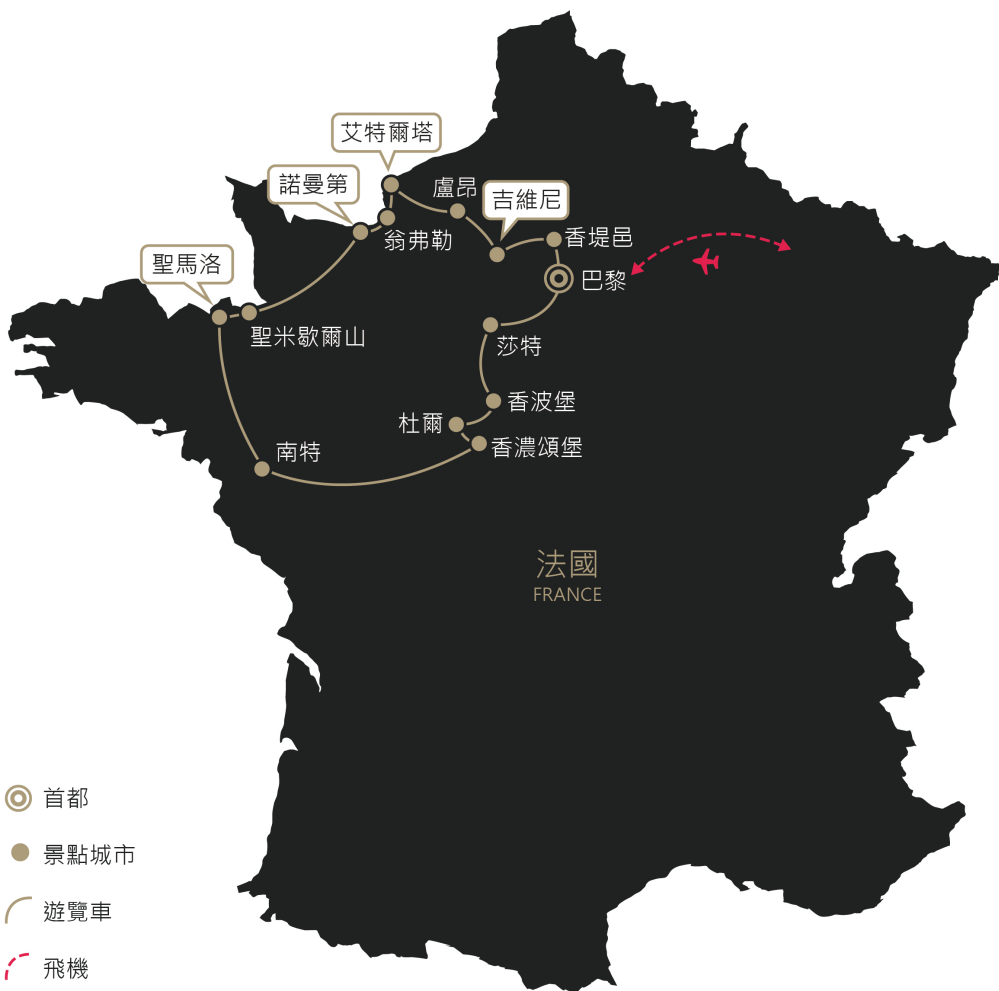 艾特爾塔
諾曼第
盧昂
吉維尼
翁弗勒
香堤邑
聖馬洛
巴黎
聖米歇爾山
莎特
香波堡
杜爾
香濃頌堡
南特
法國
FRANCE
首都
景點城市
遊覽車
飛機